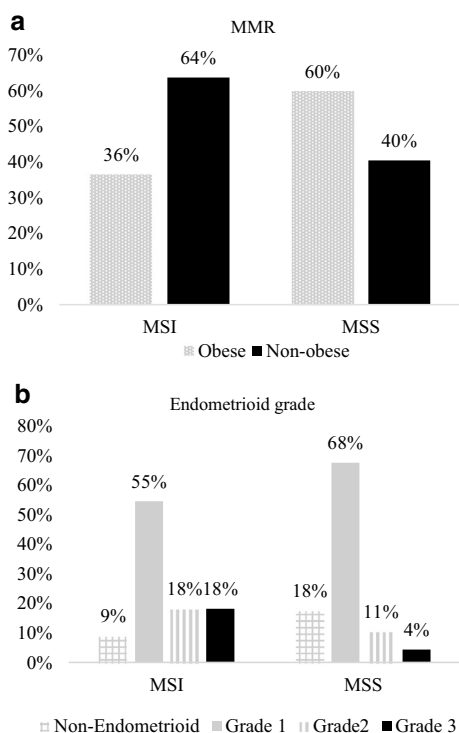 a
MMR
70%
60%
50%
40%
30%
20%
10%
0%
36%
64%
60%
40%
MSI
MSS
Obese Non-obese
b
Endometrioid grade
80%
70%
60%
50%
40%
30%
20%
10%
0%
9%
55%
18%
18%
18%
68%
11%
4%
MSI
MSS
Non-Endometrioid Grade 1 Grade2 Grade 3